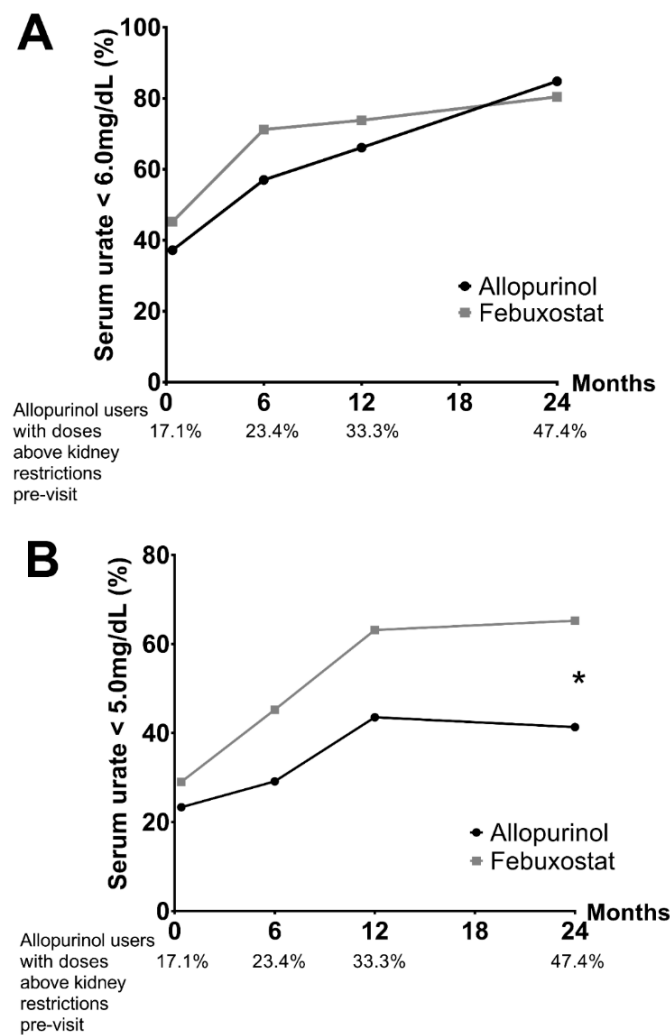 A
Serum urate < 6.0mg/dL (%)
100
80
60
40
20
0
Allopurinol
Febuxostat
0 6 12 18 24 Months
Allopurinol users
with doses
above kidney
restrictions
pre-visit
17.1% 23.4% 33.3% 47.4%
B
Serum urate < 5.0mg/dL (%)
80
60
40
20
0
*
Allopurinol
Febuxostat
0 6 12 24 Months
Allopurinol users
with doses
above kidney
restrictions
pre-visit
17.1% 23.4% 33.3% 47.4%